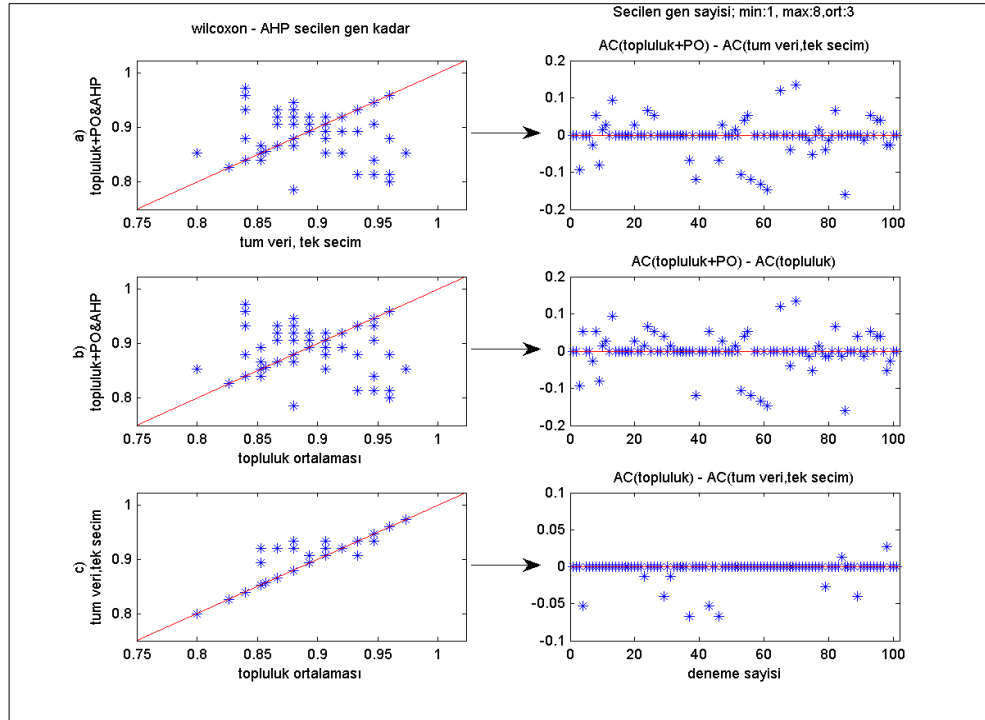 wilcoxon - AHP secilen gen kadar
Secilen gen sayisi; min:1, max:8,ort:3
a)
topluluk+PO&AHP
1
0.9
0.8
0.75 0.8 0.85 0.9 0.95 1
tum veri, tek secim
AC(topluluk+PO) - AC(tum veri,tek secim)
0.2
0.1
0
-0.1
-0.2
0 20 40 60 80 100
b)
topluluk+PO&AHP
1
0.9
0.8
0.75 0.8 0.85 0.9 0.95 1
topluluk ortalaması
AC(topluluk+PO) - AC(topluluk)
0.2
0.1
0
-0.1
-0.2
0 20 40 60 80 100
c)
tum veri,tek secim
1
0.9
0.8
0.75 0.8 0.85 0.9 0.95 1
topluluk ortalaması
AC(topluluk) - AC(tum veri,tek secim)
0.1
0.05
0
-0.05
-0.1
0 20 40 60 80 100
deneme sayisi